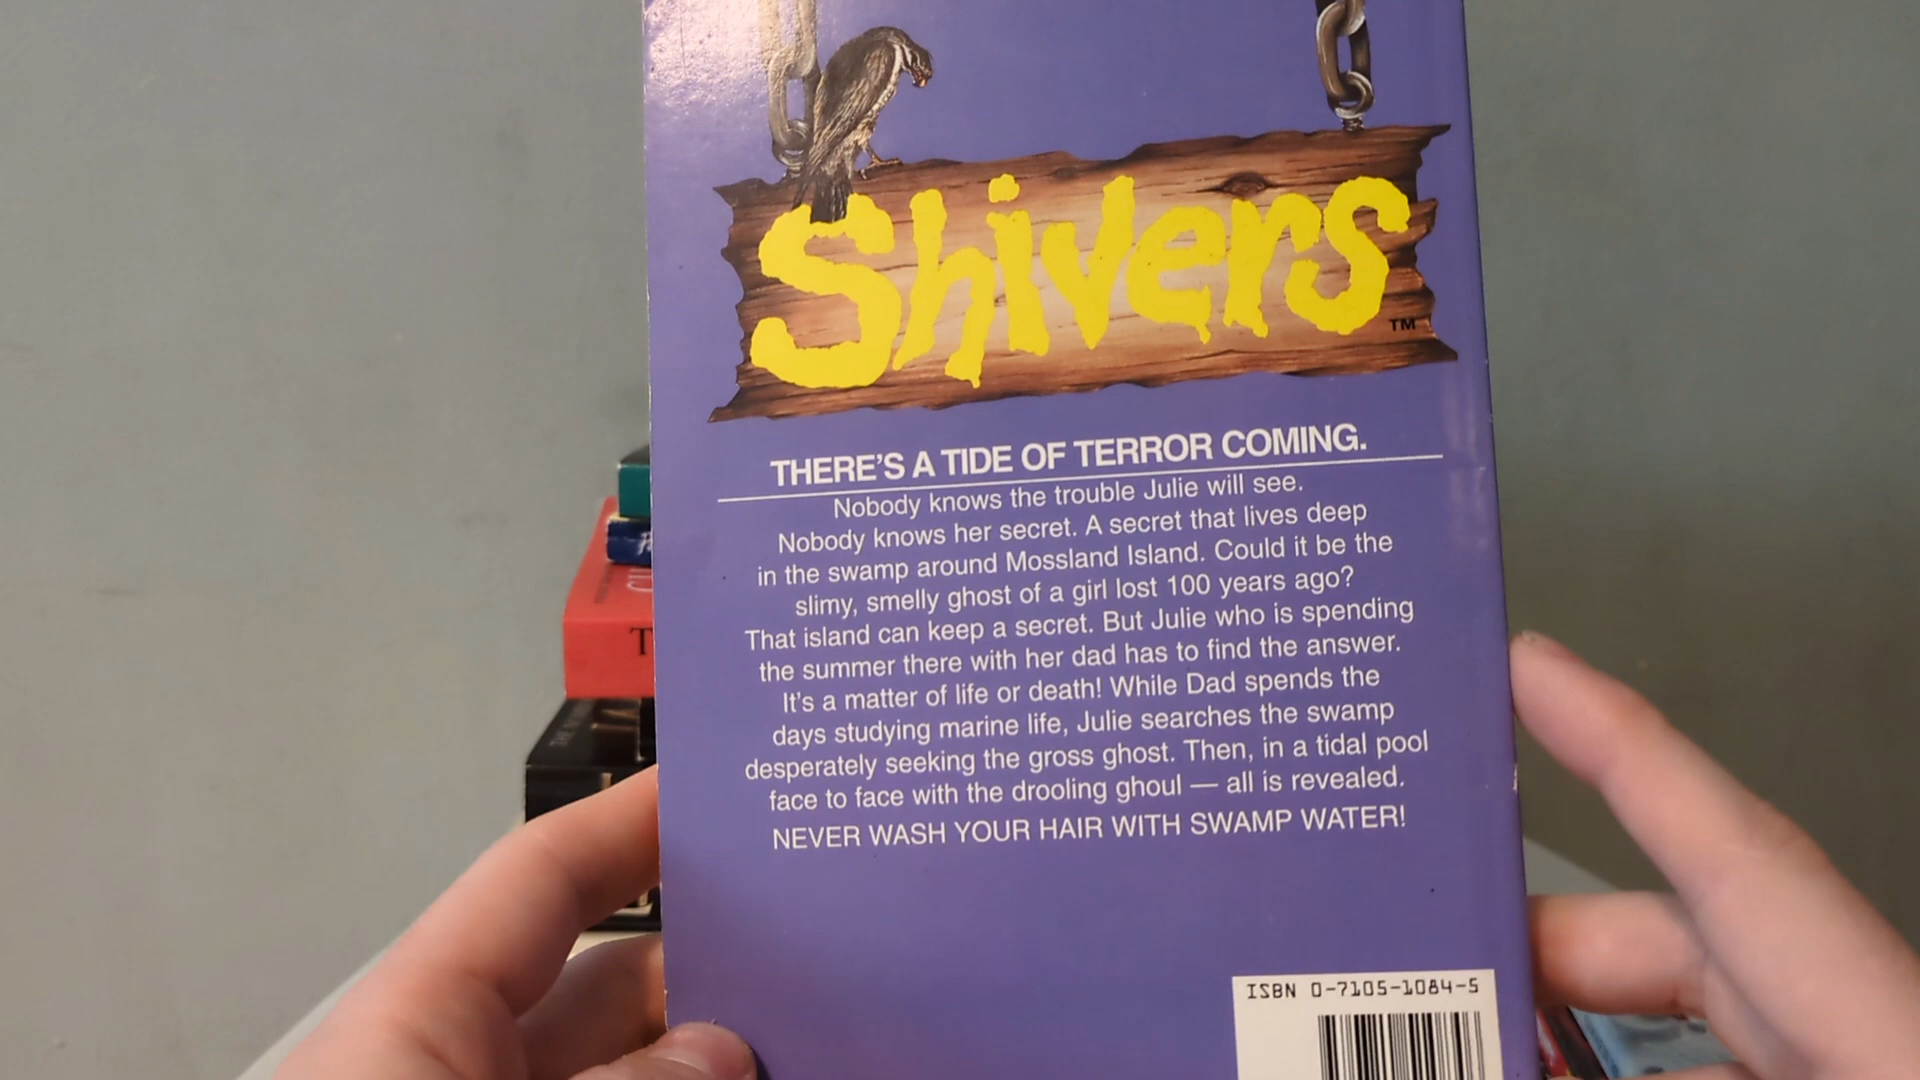 Shivers
TM
THERE'S A TIDE OF TERROR COMING.
Nobody knows the trouble Julie will see.
Nobody knows her secret. A secret that lives deep
in the swamp around Mossland Island. Could it be the
slimy, smelly ghost of a girl lost 100 years ago?
That island can keep a secret. But Julie who is spending
the summer there with her dad has to find the answer.
It's a matter of life or death! While Dad spends the
days studying marine life, Julie searches the swamp
desperately seeking the gross ghost. Then, in a tidal pool
face to face with the drooling ghoul — all is revealed.
NEVER WASH YOUR HAIR WITH SWAMP WATER!
ISBN 0-7105-1084-5